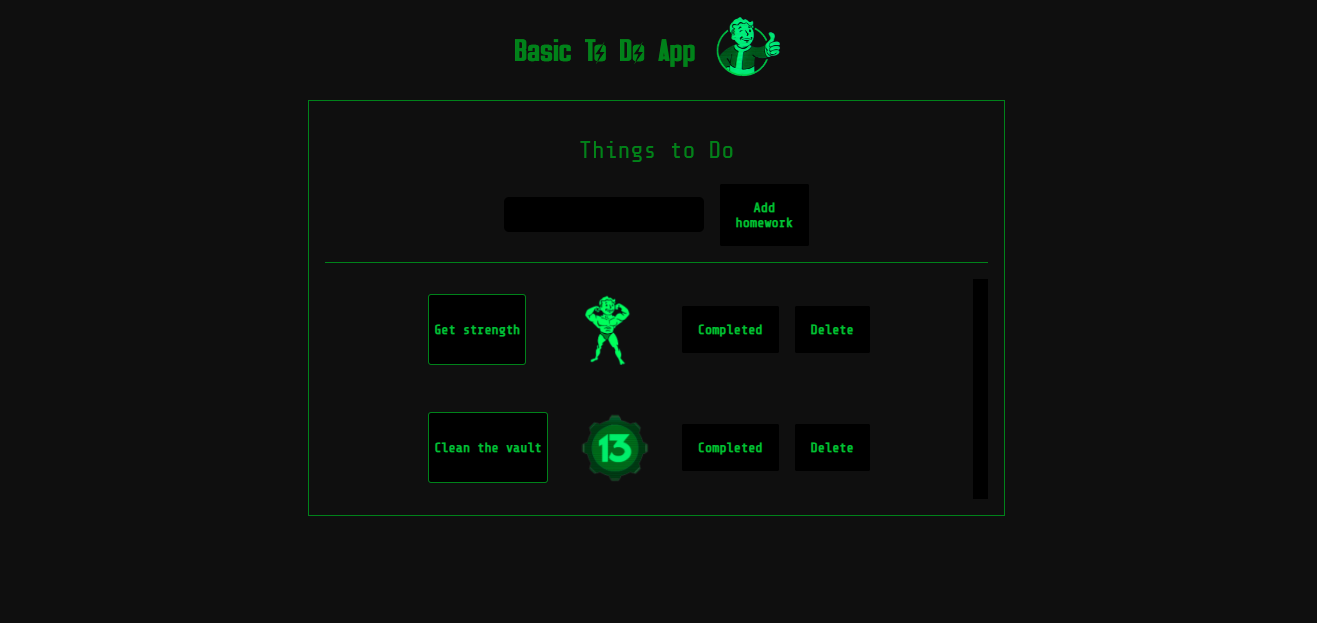 Basic To Do App
Things to Do
Add
homework
Get strength
Completed
Delete
Clean the vault
13
Completed
Delete